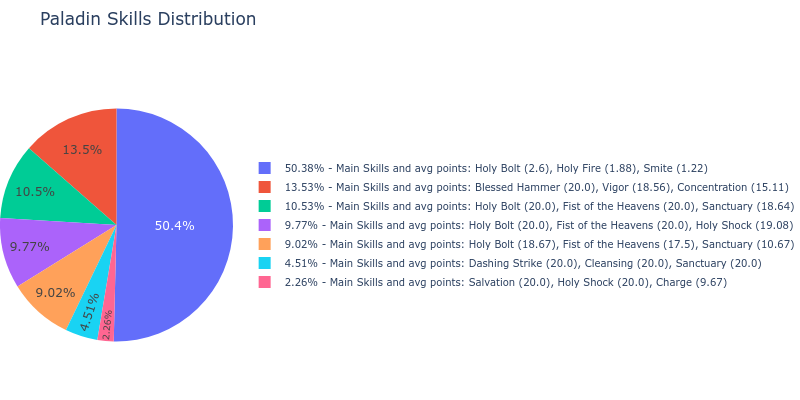 Paladin Skills Distribution
13.5%
10.5%
50.4%
9.77%
9.02%
4.51%
2.26%
50.38% - Main Skills and avg points: Holy Bolt (2.6), Holy Fire (1.88), Smite (1.22)
13.53% - Main Skills and avg points: Blessed Hammer (20.0), Vigor (18.56), Concentration (15.11)
10.53% - Main Skills and avg points: Holy Bolt (20.0), Fist of the Heavens (20.0), Sanctuary (18.64)
9.77% - Main Skills and avg points: Holy Bolt (20.0), Fist of the Heavens (20.0), Holy Shock (19.08)
9.02% - Main Skills and avg points: Holy Bolt (18.67), Fist of the Heavens (17.5), Sanctuary (10.67)
4.51% - Main Skills and avg points: Dashing Strike (20.0), Cleansing (20.0), Sanctuary (20.0)
2.26% - Main Skills and avg points: Salvation (20.0), Holy Shock (20.0), Charge (9.67)